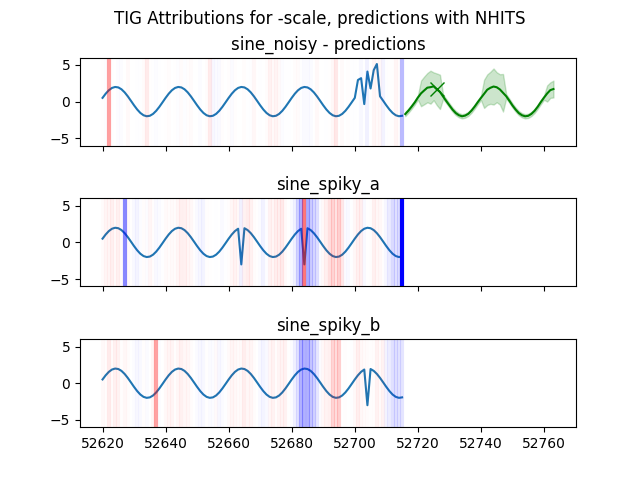 TIG Attributions for -scale, predictions with NHITS
sine_noisy - predictions
5
0
−5
sine_spiky_a
5
0
−5
sine_spiky_b
5
0
−5
52620 52640 52660 52680 52700 52720 52740 52760